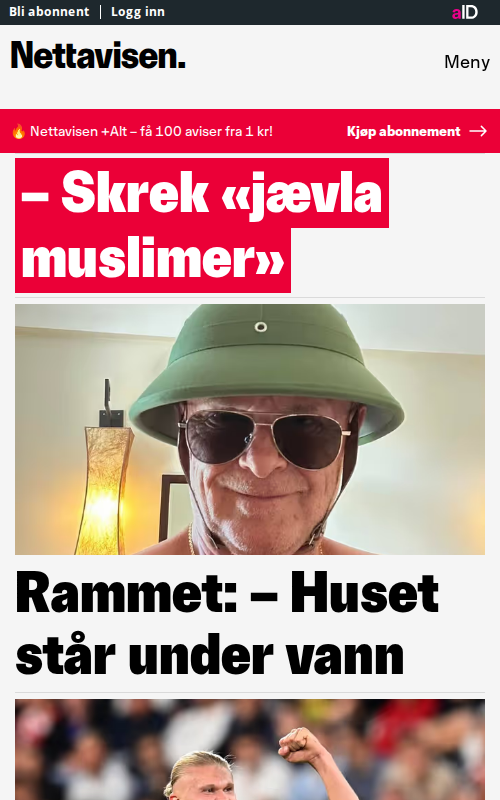 Bli abonnent
Logg inn
aID
Nettavisen.
Meny
🔥 Nettavisen +Alt – få 100 aviser fra 1 kr!
Kjøp abonnement →
– Skrek «jævla
muslimer»
Rammet: – Huset
står under vann